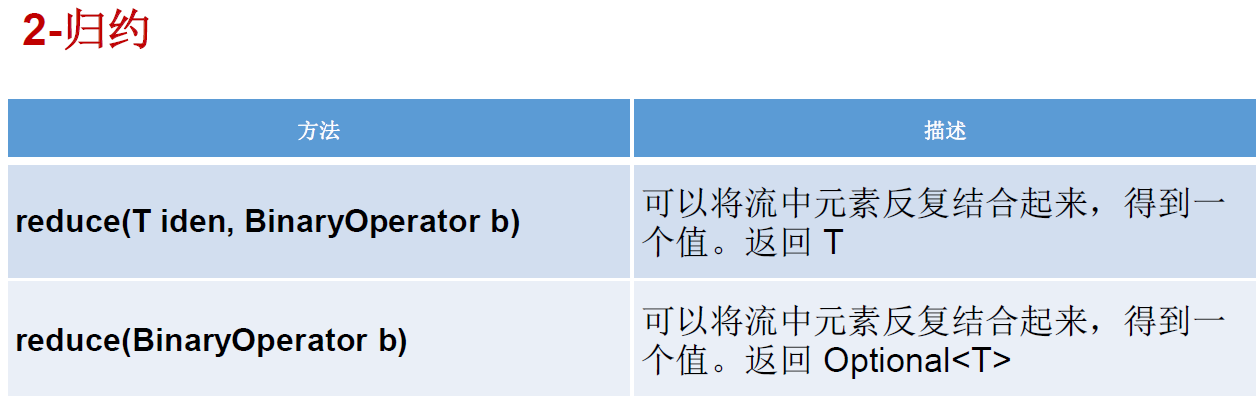 2-归约
方法
描述
reduce(T iden, BinaryOperator b)
可以将流中元素反复结合起来，得到一
个值。返回 T
reduce(BinaryOperator b)
可以将流中元素反复结合起来，得到一
个值。返回 Optional<T>